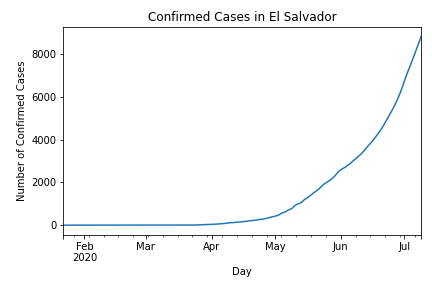 Confirmed Cases in El Salvador
Number of Confirmed Cases
8000
6000
4000
2000
0
Feb Mar Apr May Jun Jul
2020
Day